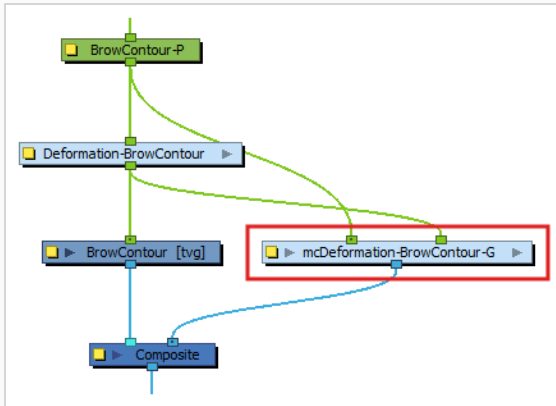 BrowContour-P
Deformation-BrowContour
BrowContour [tvg]
mcDeformation-BrowContour-G
Composite